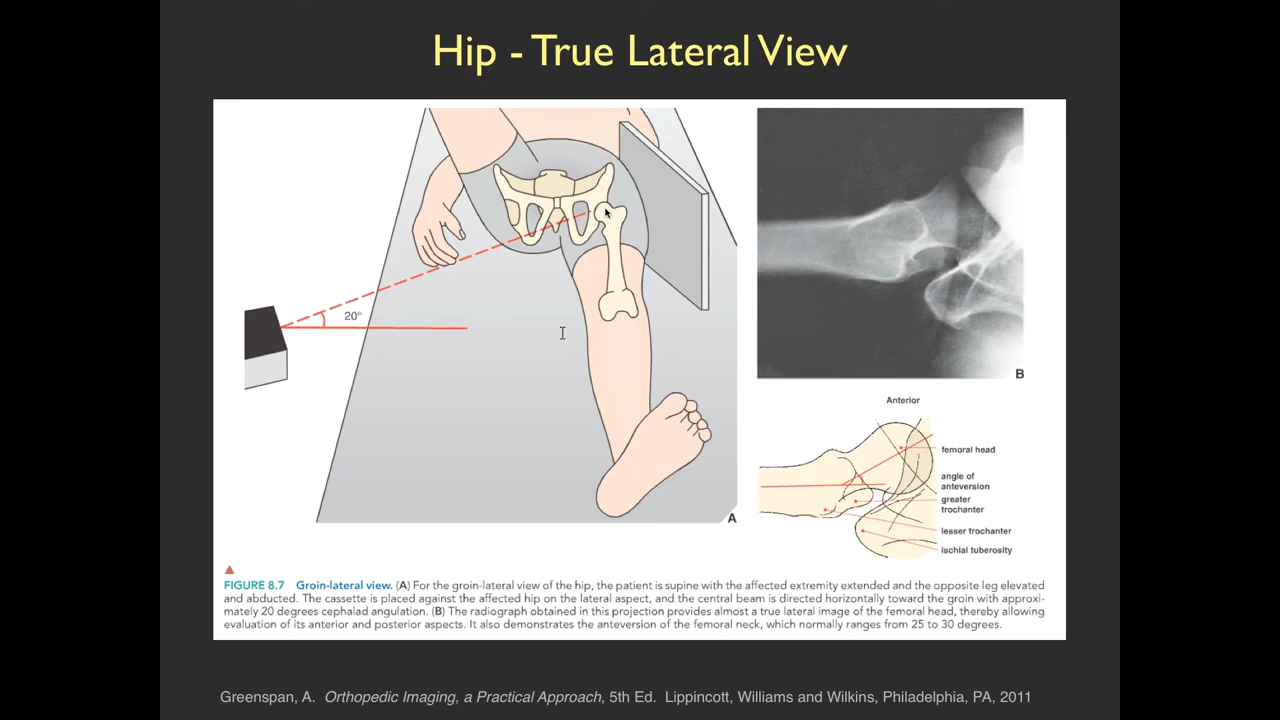 Hip - True Lateral View
20°
A
B
Anterior
femoral head
angle of
anteversion
greater
trochanter
lesser trochanter
ischial tuberosity
FIGURE 8.7 Groin-lateral view. (A) For the groin-lateral view of the hip, the patient is supine with the affected extremity extended and the opposite leg elevated
and abducted. The cassette is placed against the affected hip on the lateral aspect, and the central beam is directed horizontally toward the groin with approxi-
mately 20 degrees cephalad angulation. (B) The radiograph obtained in this projection provides almost a true lateral image of the femoral head, thereby allowing
evaluation of its anterior and posterior aspects. It also demonstrates the anteversion of the femoral neck, which normally ranges from 25 to 30 degrees.
Greenspan, A. Orthopedic Imaging, a Practical Approach, 5th Ed. Lippincott, Williams and Wilkins, Philadelphia, PA, 2011